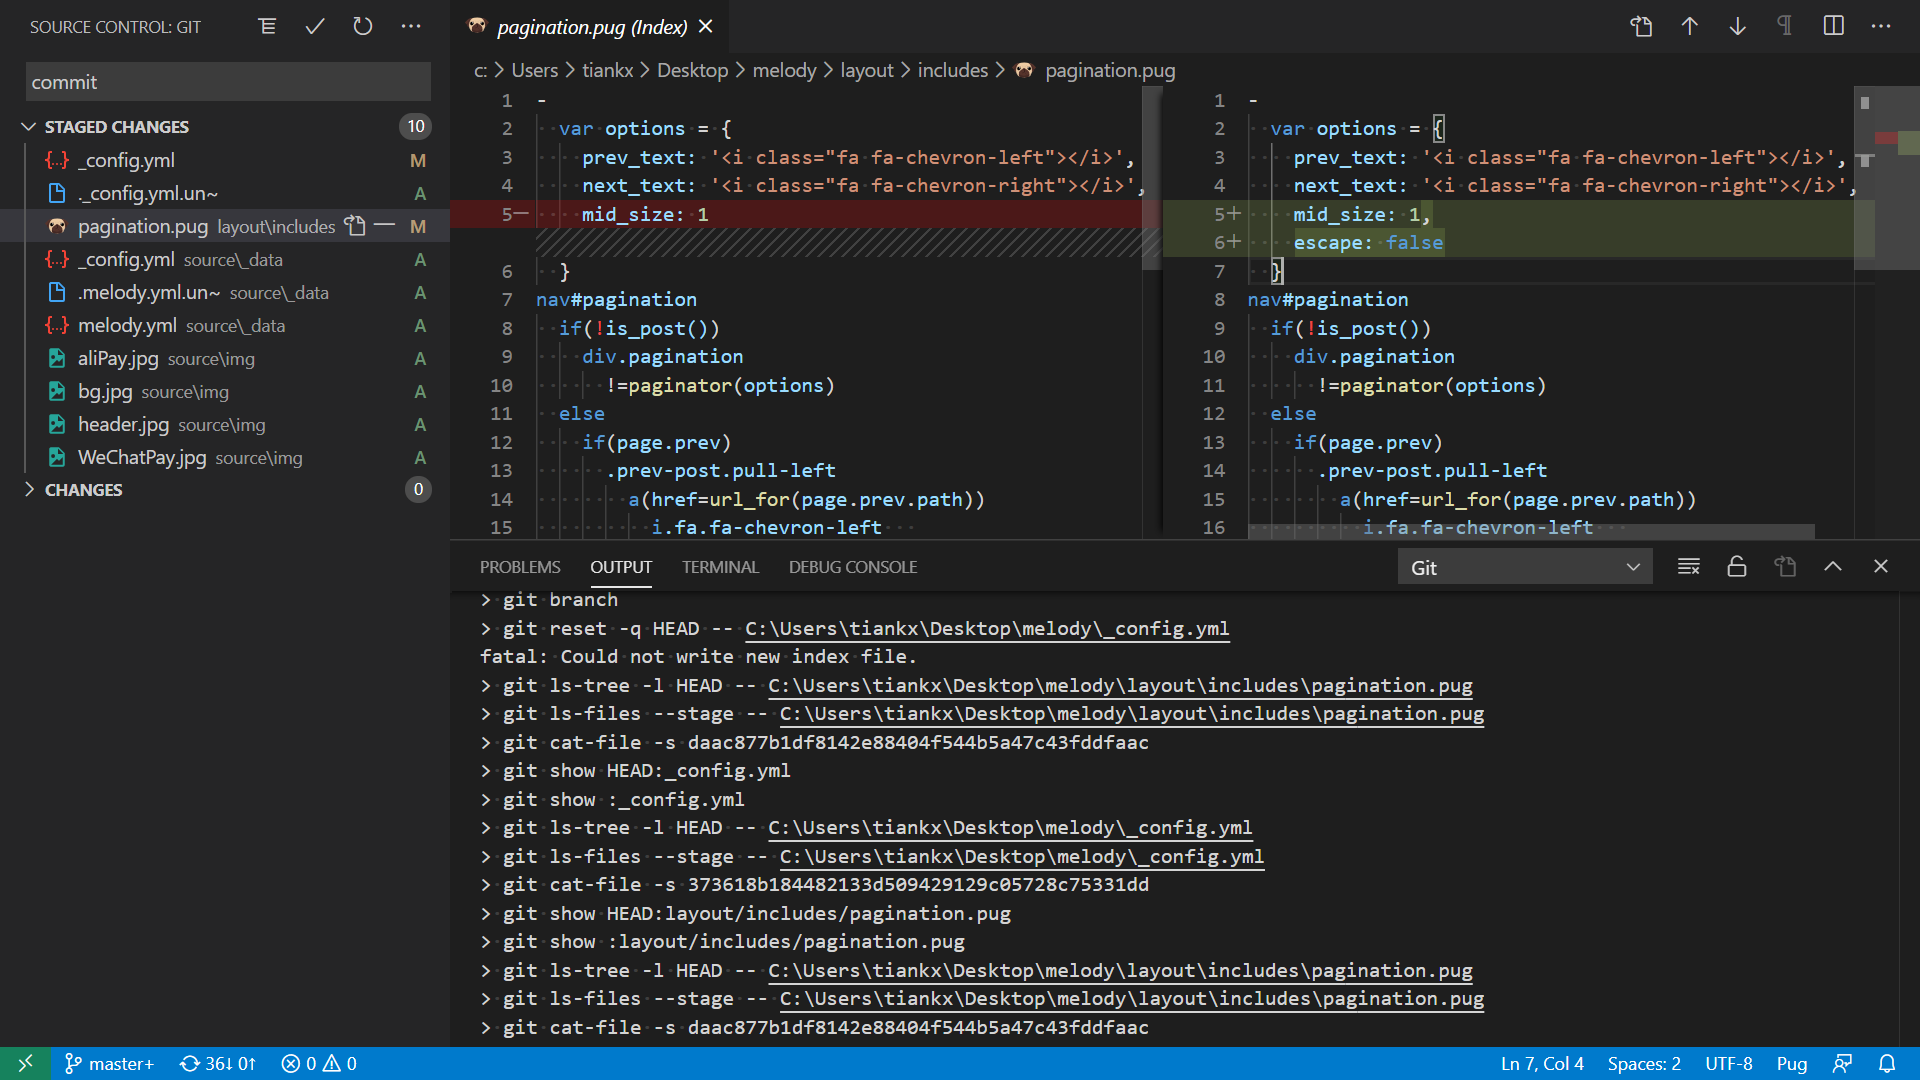 SOURCE CONTROL: GIT
commit
STAGED CHANGES 10
_config.yml M
._config.yml.un~ A
pagination.pug layout\includes M
_config.yml source\_data A
.melody.yml.un~ source\_data A
melody.yml source\_data A
aliPay.jpg source\img A
bg.jpg source\img A
header.jpg source\img A
WeChatPay.jpg source\img A
CHANGES 0
pagination.pug (Index)
c: > Users > tiankx > Desktop > melody > layout > includes > pagination.pug
1 -
2 var options = {
3 prev_text: '<i class="fa fa-chevron-left"></i>',
4 next_text: '<i class="fa fa-chevron-right"></i>',
5— mid_size: 1
6 }
7 nav#pagination
8 if(!is_post())
9 div.pagination
10 !=paginator(options)
11 else
12 if(page.prev)
13 .prev-post.pull-left
14 a(href=url_for(page.prev.path))
15 i.fa.fa-chevron-left
1 -
2 var options = {
3 prev_text: '<i class="fa fa-chevron-left"></i>',
4 next_text: '<i class="fa fa-chevron-right"></i>',
5+ mid_size: 1,
6+ escape: false
7 }
8 nav#pagination
9 if(!is_post())
10 div.pagination
11 !=paginator(options)
12 else
13 if(page.prev)
14 .prev-post.pull-left
15 a(href=url_for(page.prev.path))
16 i.fa.fa-chevron-left
PROBLEMS OUTPUT TERMINAL DEBUG CONSOLE Git
> git branch
> git reset -q HEAD -- C:\Users\tiankx\Desktop\melody\_config.yml
fatal: Could not write new index file.
> git ls-tree -l HEAD -- C:\Users\tiankx\Desktop\melody\layout\includes\pagination.pug
> git ls-files --stage -- C:\Users\tiankx\Desktop\melody\layout\includes\pagination.pug
> git cat-file -s daac877b1df8142e88404f544b5a47c43fddfaac
> git show HEAD:_config.yml
> git show :_config.yml
> git ls-tree -l HEAD -- C:\Users\tiankx\Desktop\melody\_config.yml
> git ls-files --stage -- C:\Users\tiankx\Desktop\melody\_config.yml
> git cat-file -s 373618b184482133d509429129c05728c75331dd
> git show HEAD:layout/includes/pagination.pug
> git show :layout/includes/pagination.pug
> git ls-tree -l HEAD -- C:\Users\tiankx\Desktop\melody\layout\includes\pagination.pug
> git ls-files --stage -- C:\Users\tiankx\Desktop\melody\layout\includes\pagination.pug
> git cat-file -s daac877b1df8142e88404f544b5a47c43fddfaac
master+ 36↓ 0↑ 0 0 Ln 7, Col 4 Spaces: 2 UTF-8 Pug